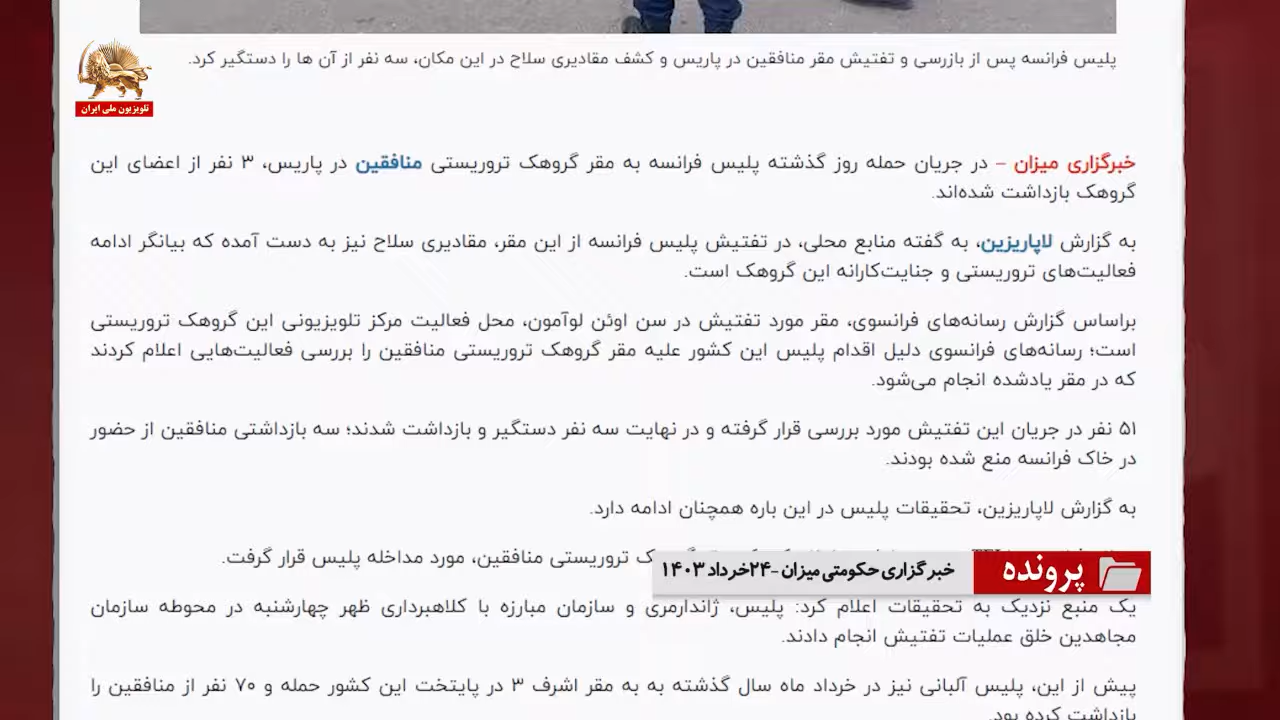 پلیس فرانسه پس از بازرسی و تفتیش مقر منافقین در پاریس و کشف مقادیری سلاح در این مکان، سه نفر از آن ها را دستگیر کرد.
تلویزیون ملی ایران
خبرگزاری میزان – در جریان حمله روز گذشته پلیس فرانسه به مقر گروهک تروریستی منافقین در پاریس، ۳ نفر از اعضای این
گروهک بازداشت شده‌اند.
به گزارش لاپاریزین، به گفته منابع محلی، در تفتیش پلیس فرانسه از این مقر، مقادیری سلاح نیز به دست آمده که بیانگر ادامه
فعالیت‌های تروریستی و جنایت‌کارانه این گروهک است.
براساس گزارش رسانه‌های فرانسوی، مقر مورد تفتیش در سن اوئن لوآمون، محل فعالیت مرکز تلویزیونی این گروهک تروریستی
است؛ رسانه‌های فرانسوی دلیل اقدام پلیس این کشور علیه مقر گروهک تروریستی منافقین را بررسی فعالیت‌هایی اعلام کردند
که در مقر یادشده انجام می‌شود.
۵۱ نفر در جریان این تفتیش مورد بررسی قرار گرفته و در نهایت سه نفر دستگیر و بازداشت شدند؛ سه بازداشتی منافقین از حضور
در خاک فرانسه منع شده بودند.
به گزارش لاپاریزین، تحقیقات پلیس در این باره همچنان ادامه دارد.
تروریستی منافقین، مورد مداخله پلیس قرار گرفت.
پرونده
خبرگزاری حکومتی میزان -۲۴خرداد ۱۴۰۳
یک منبع نزدیک به تحقیقات اعلام کرد: پلیس، ژاندارمری و سازمان مبارزه با کلاهبرداری ظهر چهارشنبه در محوطه سازمان
مجاهدین خلق عملیات تفتیش انجام دادند.
پیش از این، پلیس آلبانی نیز در خرداد ماه سال گذشته به به مقر اشرف ۳ در پایتخت این کشور حمله و ۷۰ نفر از منافقین را
بازداشت کرده بود.